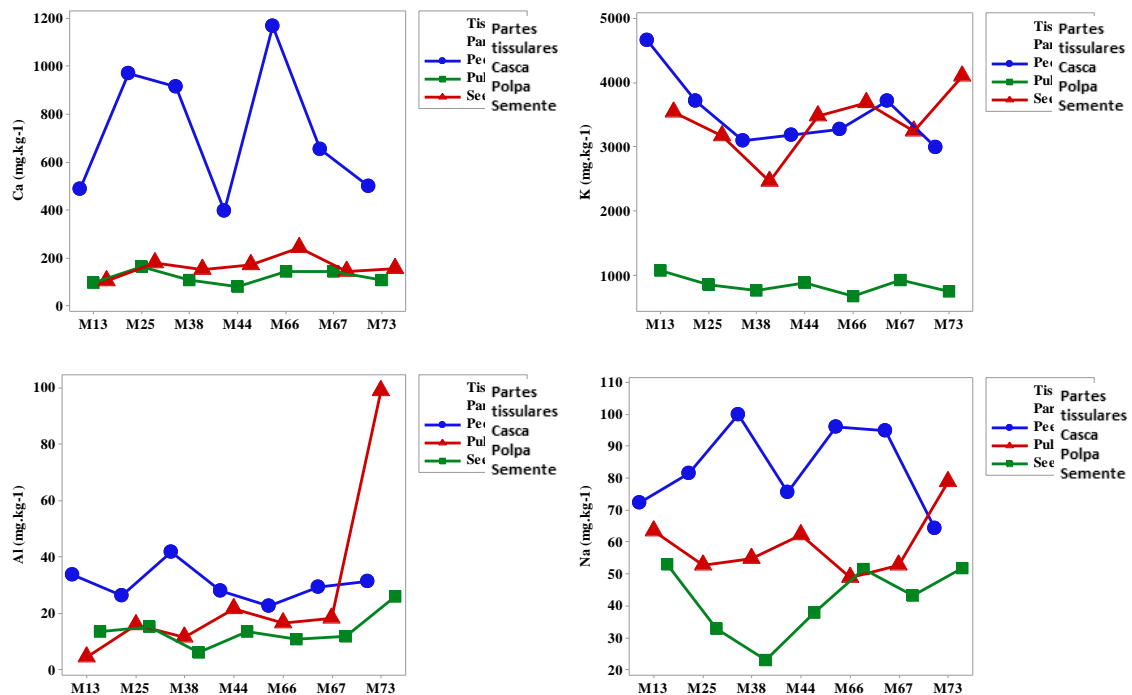 1200
1000
800
600
400
200
0
Ca (mg.kg-1)
M13 M25 M38 M44 M66 M67 M73
Partes
tissulares
Casca
Polpa
Semente
5000
4000
3000
2000
1000
K (mg.kg-1)
M13 M25 M38 M44 M66 M67 M73
Partes
tissulares
Casca
Polpa
Semente
100
80
60
40
20
0
Al (mg.kg-1)
M13 M25 M38 M44 M66 M67 M73
Partes
tissulares
Casca
Polpa
Semente
110
100
90
80
70
60
50
40
30
20
Na (mg.kg-1)
M13 M25 M38 M44 M66 M67 M73
Partes
tissulares
Casca
Polpa
Semente